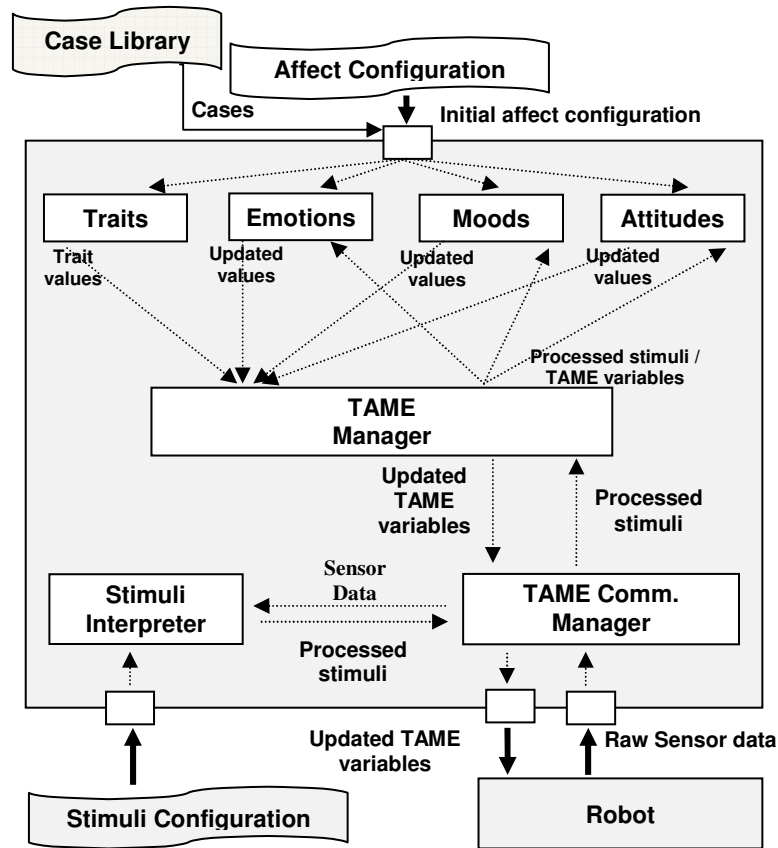 Case Library
Affect Configuration
Cases
Initial affect configuration
Traits
Emotions
Moods
Attitudes
Trait
values
Updated
values
Updated
values
Updated
values
Processed stimuli /
TAME variables
TAME
Manager
Updated
TAME
variables
Processed
stimuli
Stimuli
Interpreter
Sensor
Data
Processed
stimuli
TAME Comm.
Manager
Updated TAME
variables
Raw Sensor data
Stimuli Configuration
Robot